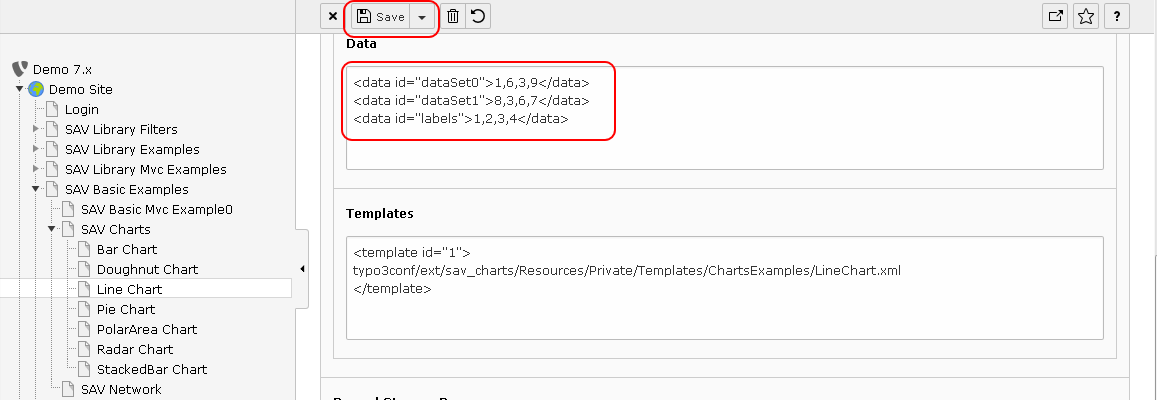 Save
?
Demo 7.x
Demo Site
Login
SAV Library Filters
SAV Library Examples
SAV Library Mvc Examples
SAV Basic Examples
SAV Basic Mvc Example0
SAV Charts
Bar Chart
Doughnut Chart
Line Chart
Pie Chart
PolarArea Chart
Radar Chart
StackedBar Chart
SAV Network
Data
<data id="dataSet0">1,6,3,9</data>
<data id="dataSet1">8,3,6,7</data>
<data id="labels">1,2,3,4</data>
Templates
<template id="1">
typo3conf/ext/sav_charts/Resources/Private/Templates/ChartsExamples/LineChart.xml
</template>